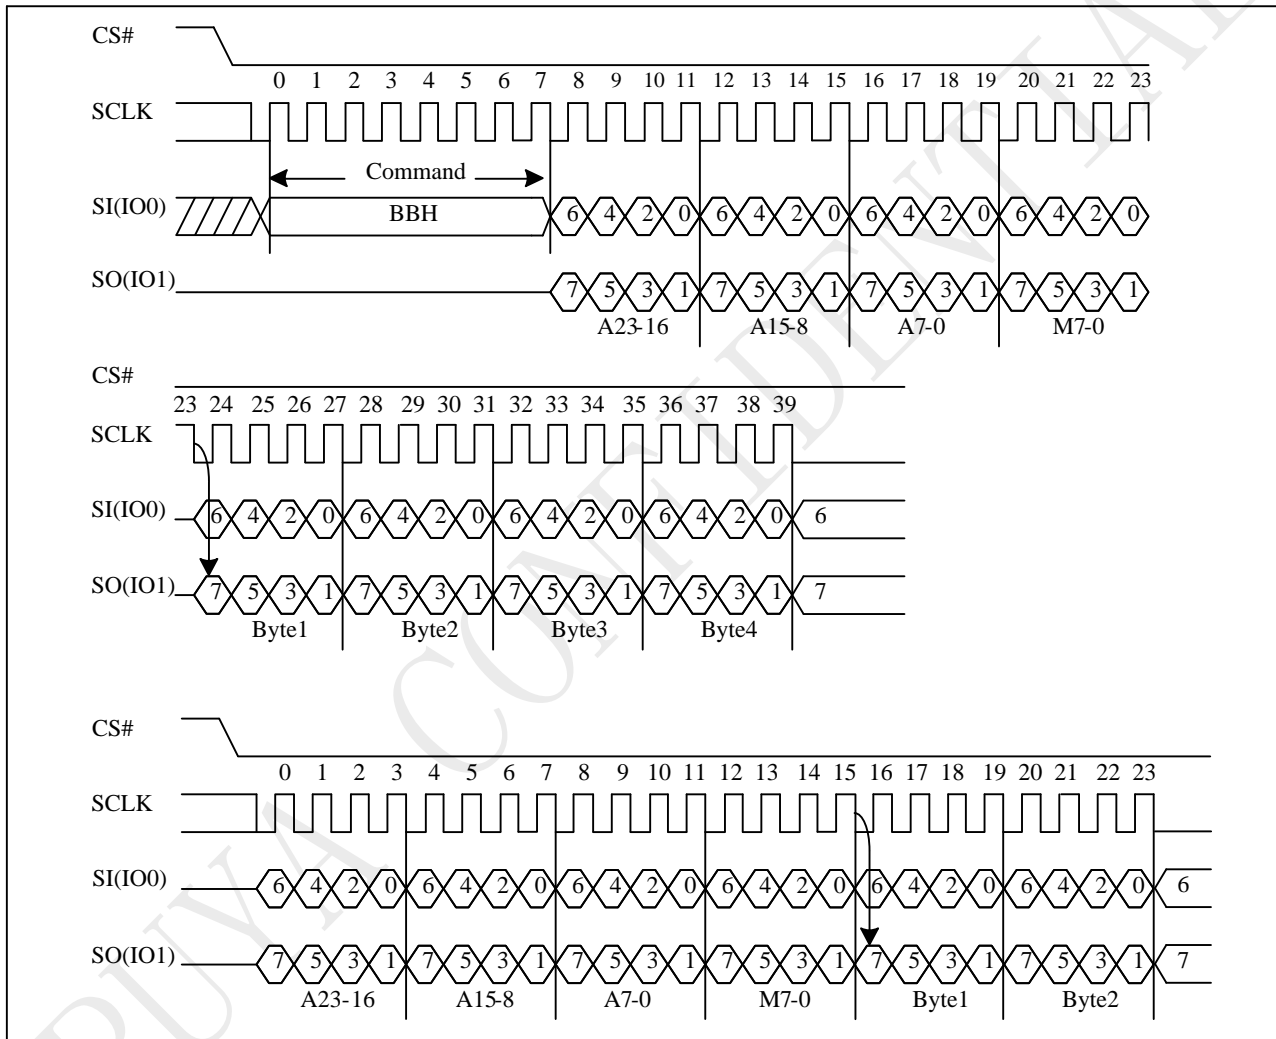 CS#
0 1 2 3 4 5 6 7 8 9 10 11 12 13 14 15 16 17 18 19 20 21 22 23
SCLK
Command
SI(IO0) BBH 6 4 2 0 6 4 2 0 6 4 2 0 6 4 2 0
SO(IO1) 7 5 3 1 7 5 3 1 7 5 3 1 7 5 3 1
A23-16 A15-8 A7-0 M7-0
CS#
23 24 25 26 27 28 29 30 31 32 33 34 35 36 37 38 39
SCLK
SI(IO0) 6 4 2 0 6 4 2 0 6 4 2 0 6 4 2 0 6
SO(IO1) 7 5 3 1 7 5 3 1 7 5 3 1 7 5 3 1 7
Byte1 Byte2 Byte3 Byte4
CS#
0 1 2 3 4 5 6 7 8 9 10 11 12 13 14 15 16 17 18 19 20 21 22 23
SCLK
SI(IO0) 6 4 2 0 6 4 2 0 6 4 2 0 6 4 2 0 6 4 2 0 6 4 2 0 6
SO(IO1) 7 5 3 1 7 5 3 1 7 5 3 1 7 5 3 1 7 5 3 1 7 5 3 1 7
A23-16 A15-8 A7-0 M7-0 Byte1 Byte2
PUYA CONFIDENTIAL